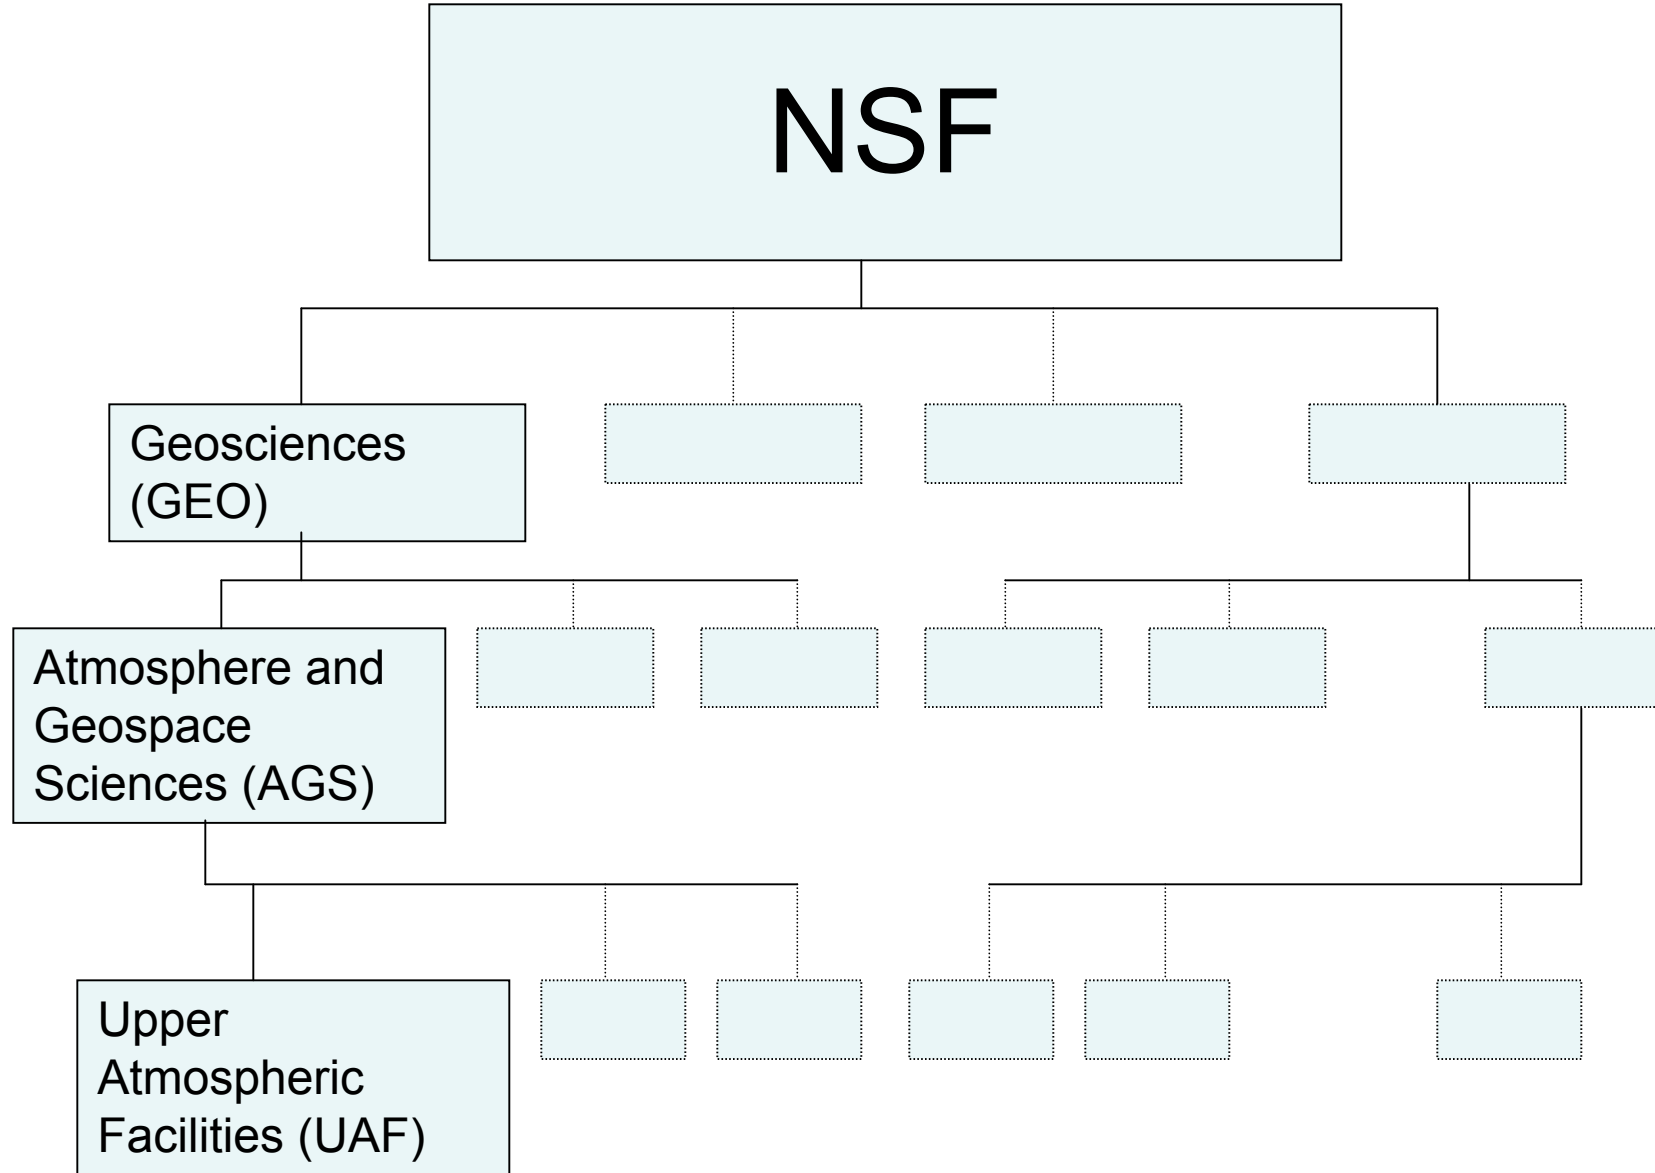 NSF
Geosciences
(GEO)
Atmosphere and
Geospace
Sciences (AGS)
Upper
Atmospheric
Facilities (UAF)